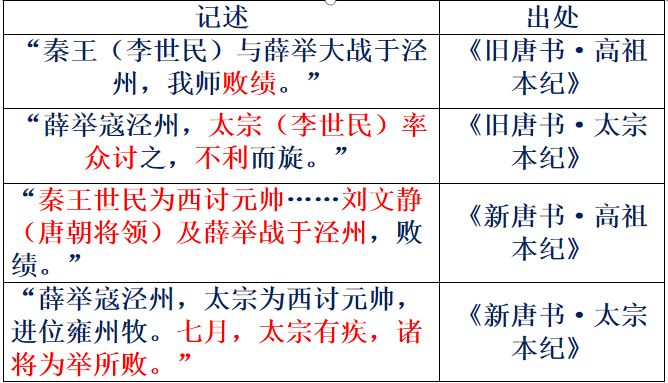 记述 出处
“秦王（李世民）与薛举大战于泾 《旧唐书·高祖
州，我师败绩。” 本纪》
“薛举寇泾州，太宗（李世民）率 《旧唐书·太宗
众讨之，不利而旋。” 本纪》
“秦王世民为西讨元帅……刘文静
（唐朝将领）及薛举战于泾州，败
绩。”
《新唐书·高祖
本纪》
“薛举寇泾州，太宗为西讨元帅，
进位雍州牧。七月，太宗有疾，诸
将为举所败。”
《新唐书·太宗
本纪》